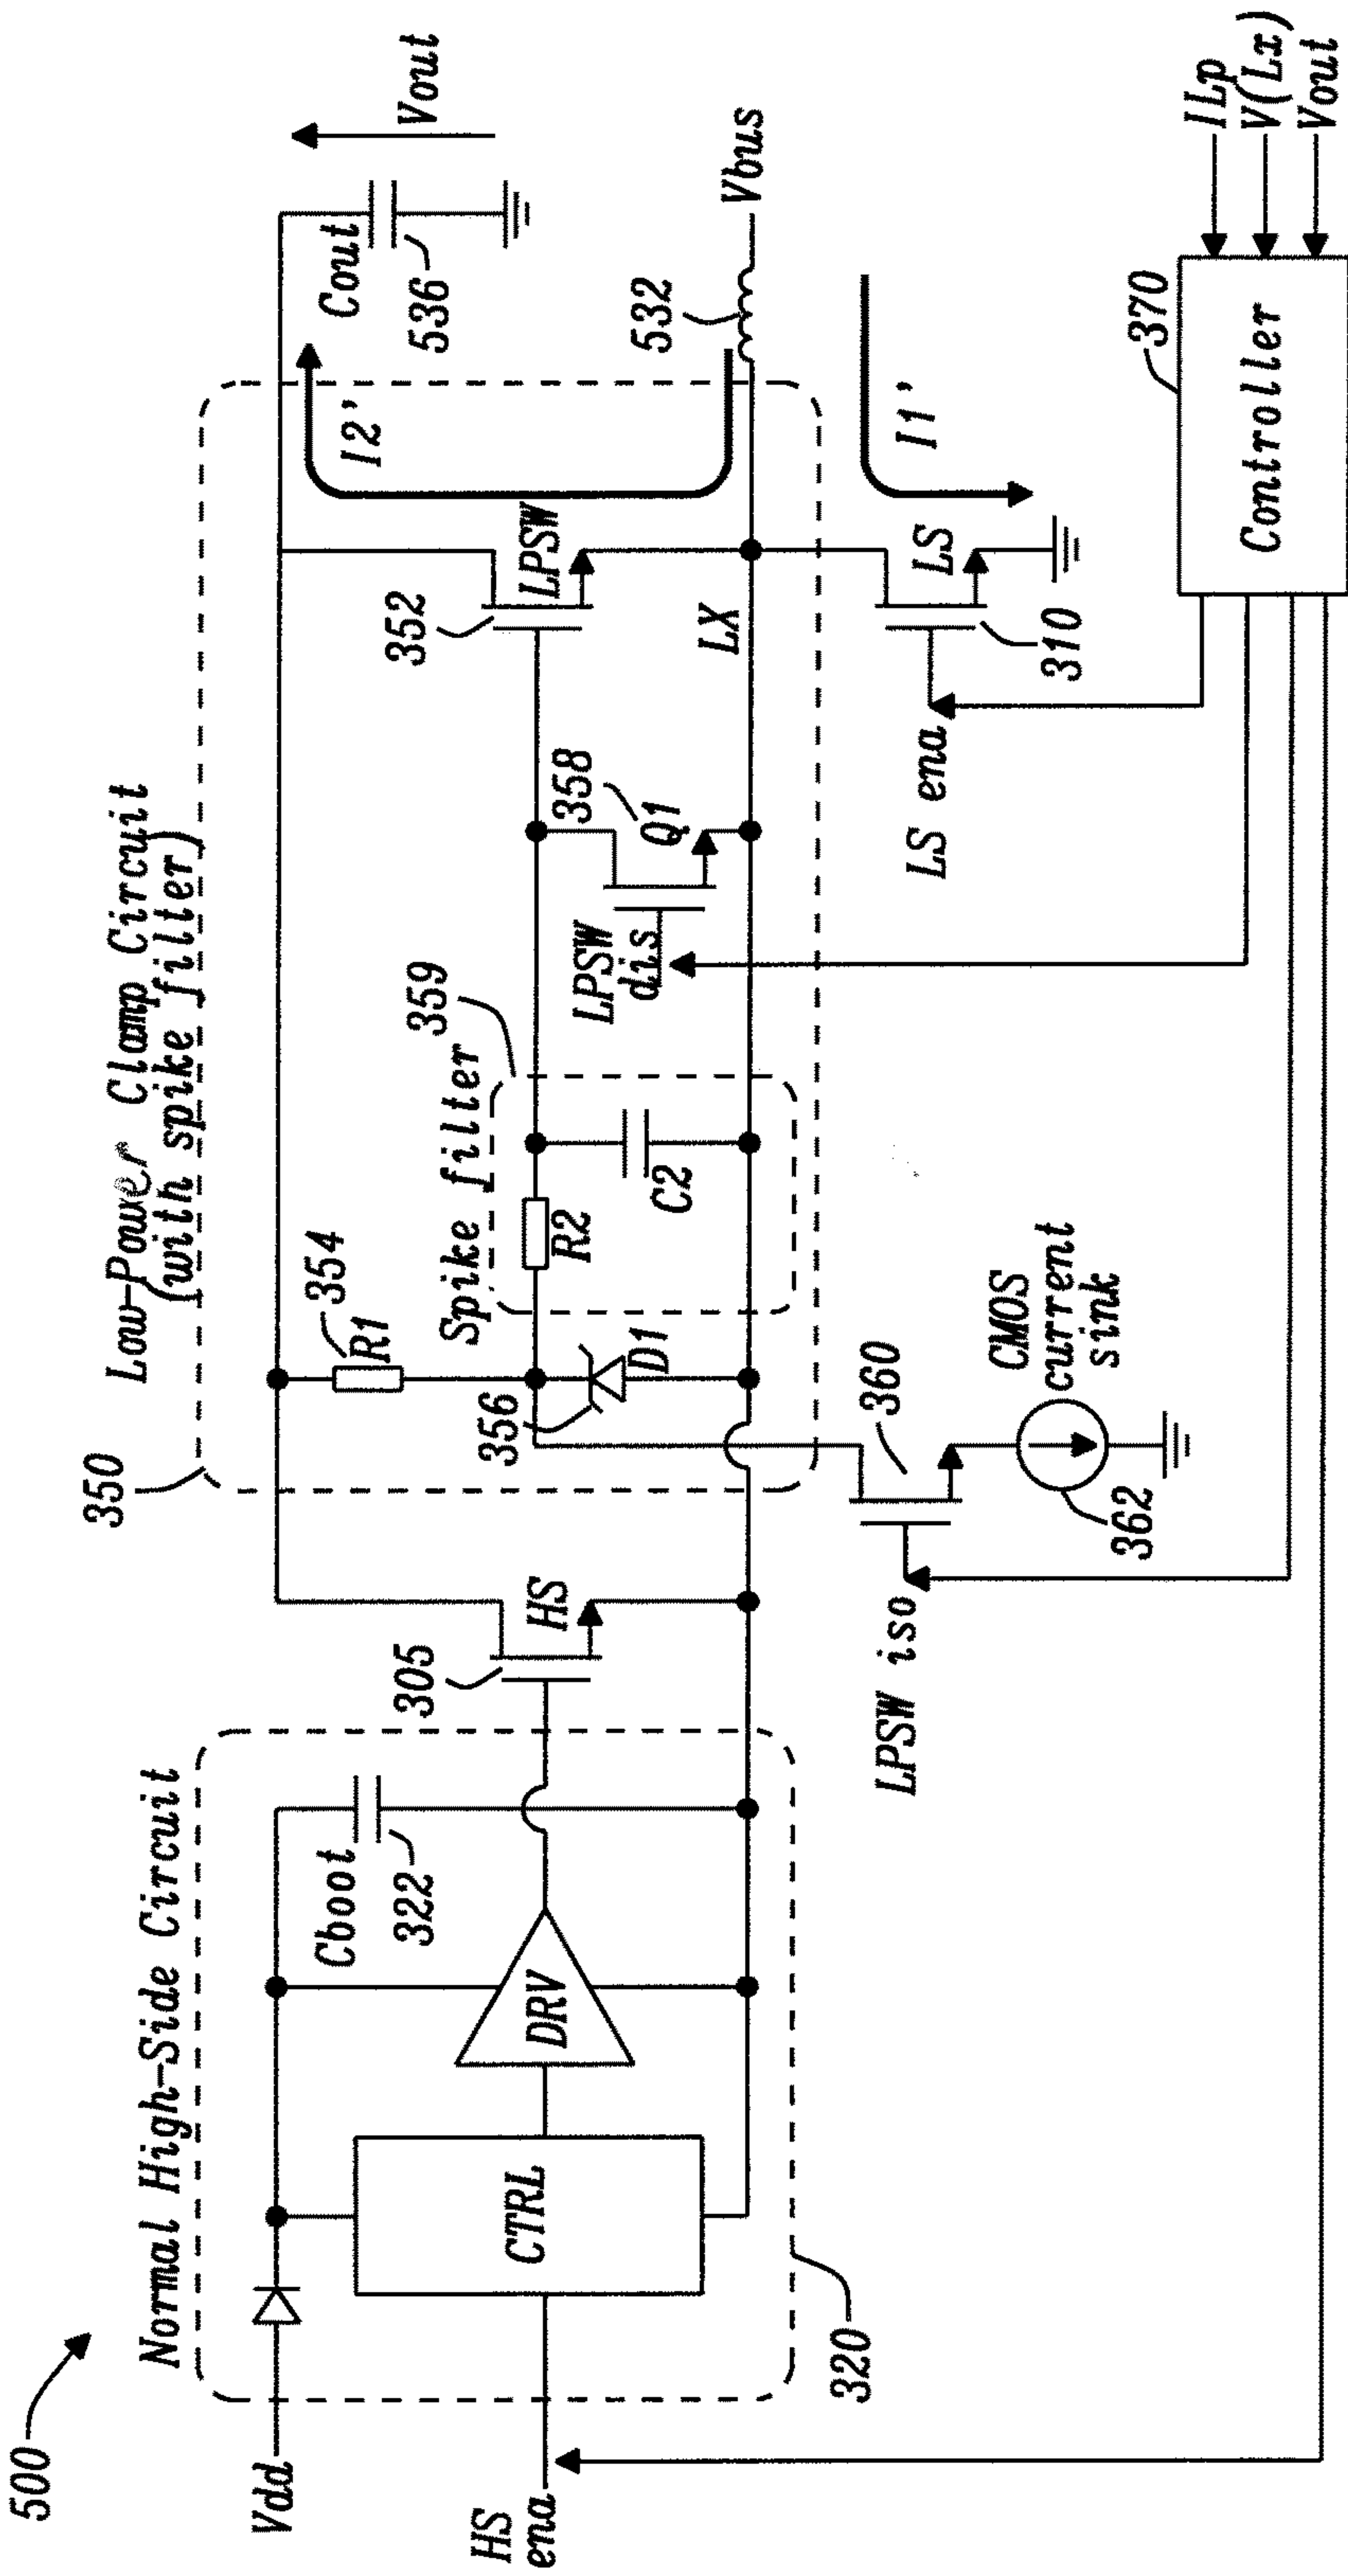 500
Normal High-Side Circuit
Low-Power Clamp Circuit
(with spike filter)
350
Vdd
HS
ena
CTRL
DRV
Cboot
322
320
305
HS
354
R1
356
D1
Spike filter
359
R2
C2
LPSW
dis
358
Q1
352
LPSW
I2'
LX
Cout
536
Vout
532
Vbus
I1'
LS ena
LS
310
LPSW iso
360
362
CMOS
current
sink
370
Controller
ILp
V(Lx)
Vout